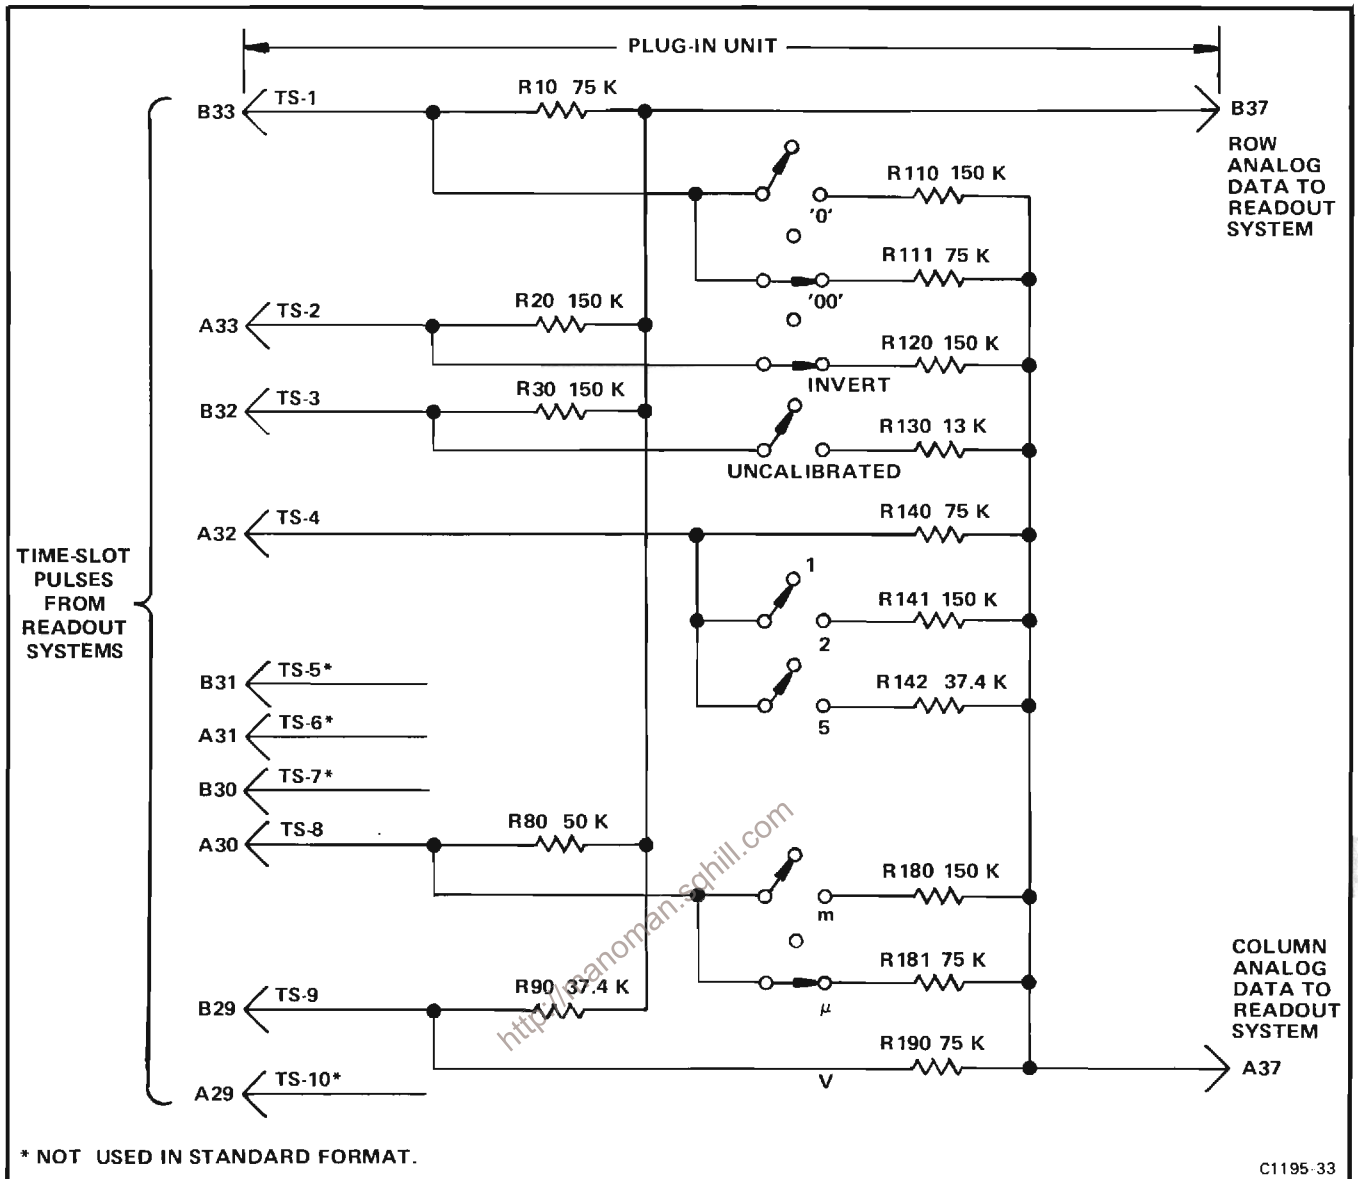 PLUG-IN UNIT
R10 75 K
B33 TS-1
B37
ROW
ANALOG
DATA TO
READOUT
SYSTEM
R110 150 K
'0'
R111 75 K
'00'
R20 150 K
A33 TS-2
R120 150 K
INVERT
R30 150 K
B32 TS-3
R130 13 K
UNCALIBRATED
A32 TS-4
R140 75 K
1
R141 150 K
2
R142 37.4 K
5
TIME-SLOT
PULSES
FROM
READOUT
SYSTEMS
B31 TS-5*
A31 TS-6*
B30 TS-7*
A30 TS-8
R80 50 K
R180 150 K
m
R181 75 K
μ
B29 TS-9
R90 37.4 K
R190 75 K
V
COLUMN
ANALOG
DATA TO
READOUT
SYSTEM
A37
A29 TS-10*
http://manoman.sqhill.com
* NOT USED IN STANDARD FORMAT.
C1195-33